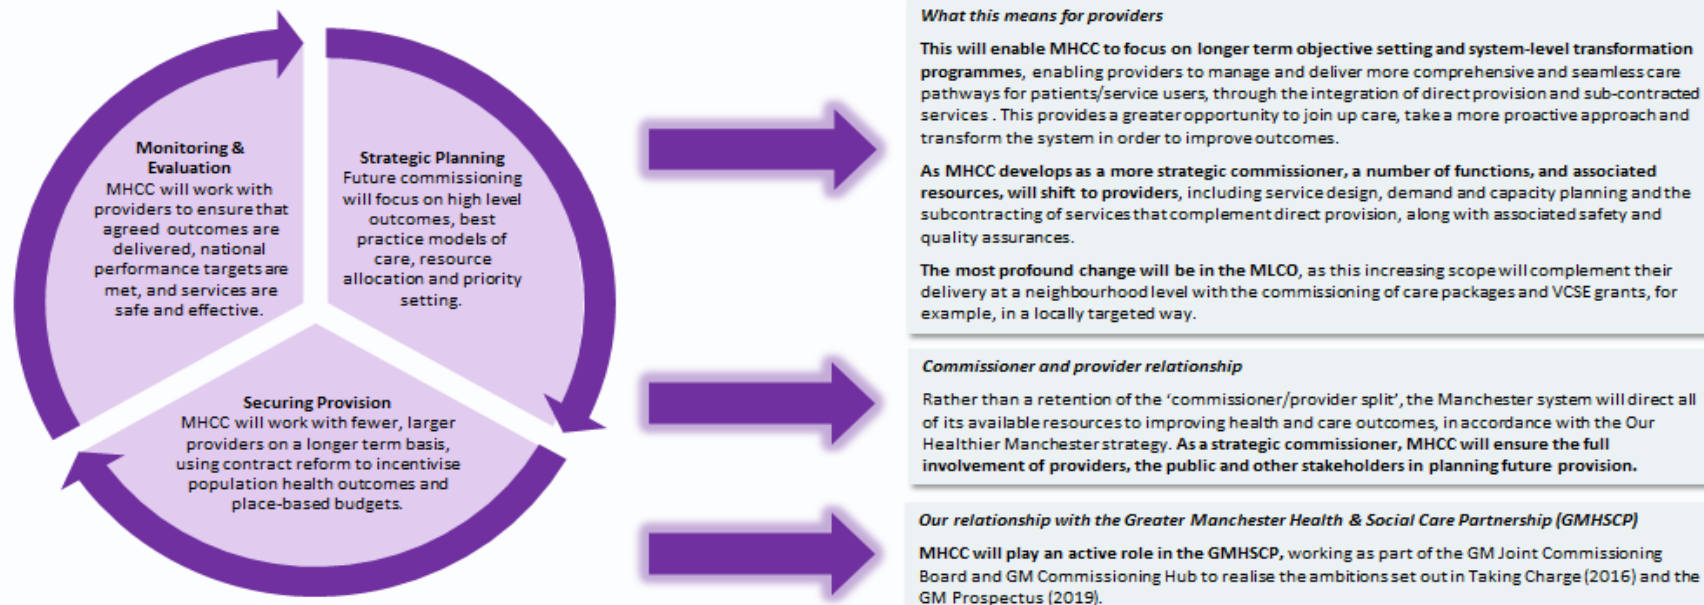 Monitoring &
Evaluation
MHCC will work with
providers to ensure that
agreed outcomes are
delivered, national
performance targets are
met, and services are
safe and effective.
Strategic Planning
Future commissioning
will focus on high level
outcomes, best
practice models of
care, resource
allocation and priority
setting.
Securing Provision
MHCC will work with fewer, larger
providers on a longer term basis,
using contract reform to incentivise
population health outcomes and
place-based budgets.
What this means for providers
This will enable MHCC to focus on longer term objective setting and system-level transformation
programmes, enabling providers to manage and deliver more comprehensive and seamless care
pathways for patients/service users, through the integration of direct provision and sub-contracted
services . This provides a greater opportunity to join up care, take a more proactive approach and
transform the system in order to improve outcomes.
As MHCC develops as a more strategic commissioner, a number of functions, and associated
resources, will shift to providers, including service design, demand and capacity planning and the
subcontracting of services that complement direct provision, along with associated safety and
quality assurances.
The most profound change will be in the MLCO, as this increasing scope will complement their
delivery at a neighbourhood level with the commissioning of care packages and VCSE grants, for
example, in a locally targeted way.
Commissioner and provider relationship
Rather than a retention of the 'commissioner/provider split', the Manchester system will direct all
of its available resources to improving health and care outcomes, in accordance with the Our
Healthier Manchester strategy. As a strategic commissioner, MHCC will ensure the full
involvement of providers, the public and other stakeholders in planning future provision.
Our relationship with the Greater Manchester Health & Social Care Partnership (GMHSCP)
MHCC will play an active role in the GMHSCP, working as part of the GM Joint Commissioning
Board and GM Commissioning Hub to realise the ambitions set out in Taking Charge (2016) and the
GM Prospectus (2019).